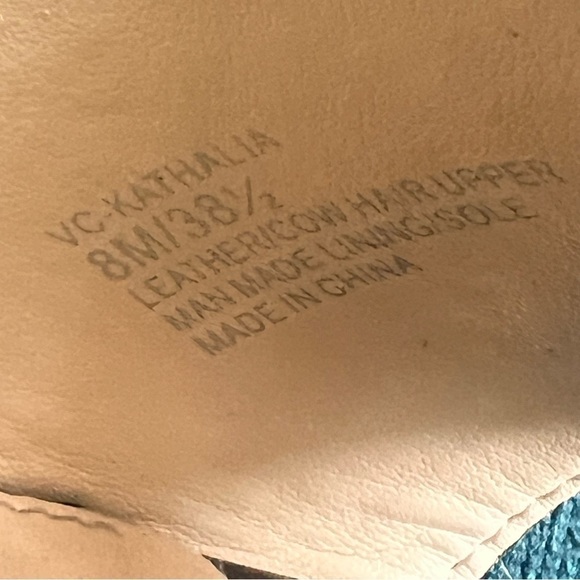 VC-KATHALIA
8M/38½
LEATHER/COW HAIR UPPER
MAN MADE LINING/SOLE
MADE IN CHINA